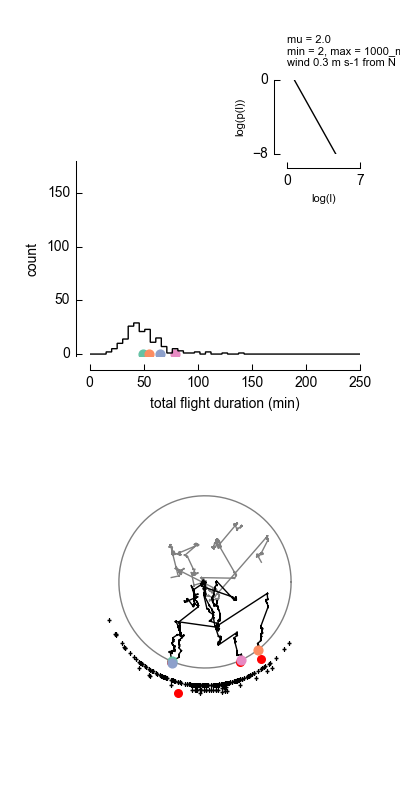 mu = 2.0
min = 2, max = 1000_m
wind 0.3 m s-1 from N
0
−8
log(p(l))
0 7
log(l)
150
100
50
0
count
0 50 100 150 200 250
total flight duration (min)